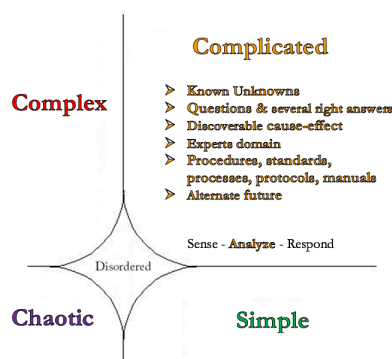 Complicated
Complex
➤ Known Unknowns
➤ Questions & several right answers
➤ Discoverable cause-effect
➤ Experts domain
➤ Procedures, standards,
processes, protocols, manuals
➤ Alternate future
Sense - Analyze - Respond
Disordered
Chaotic
Simple